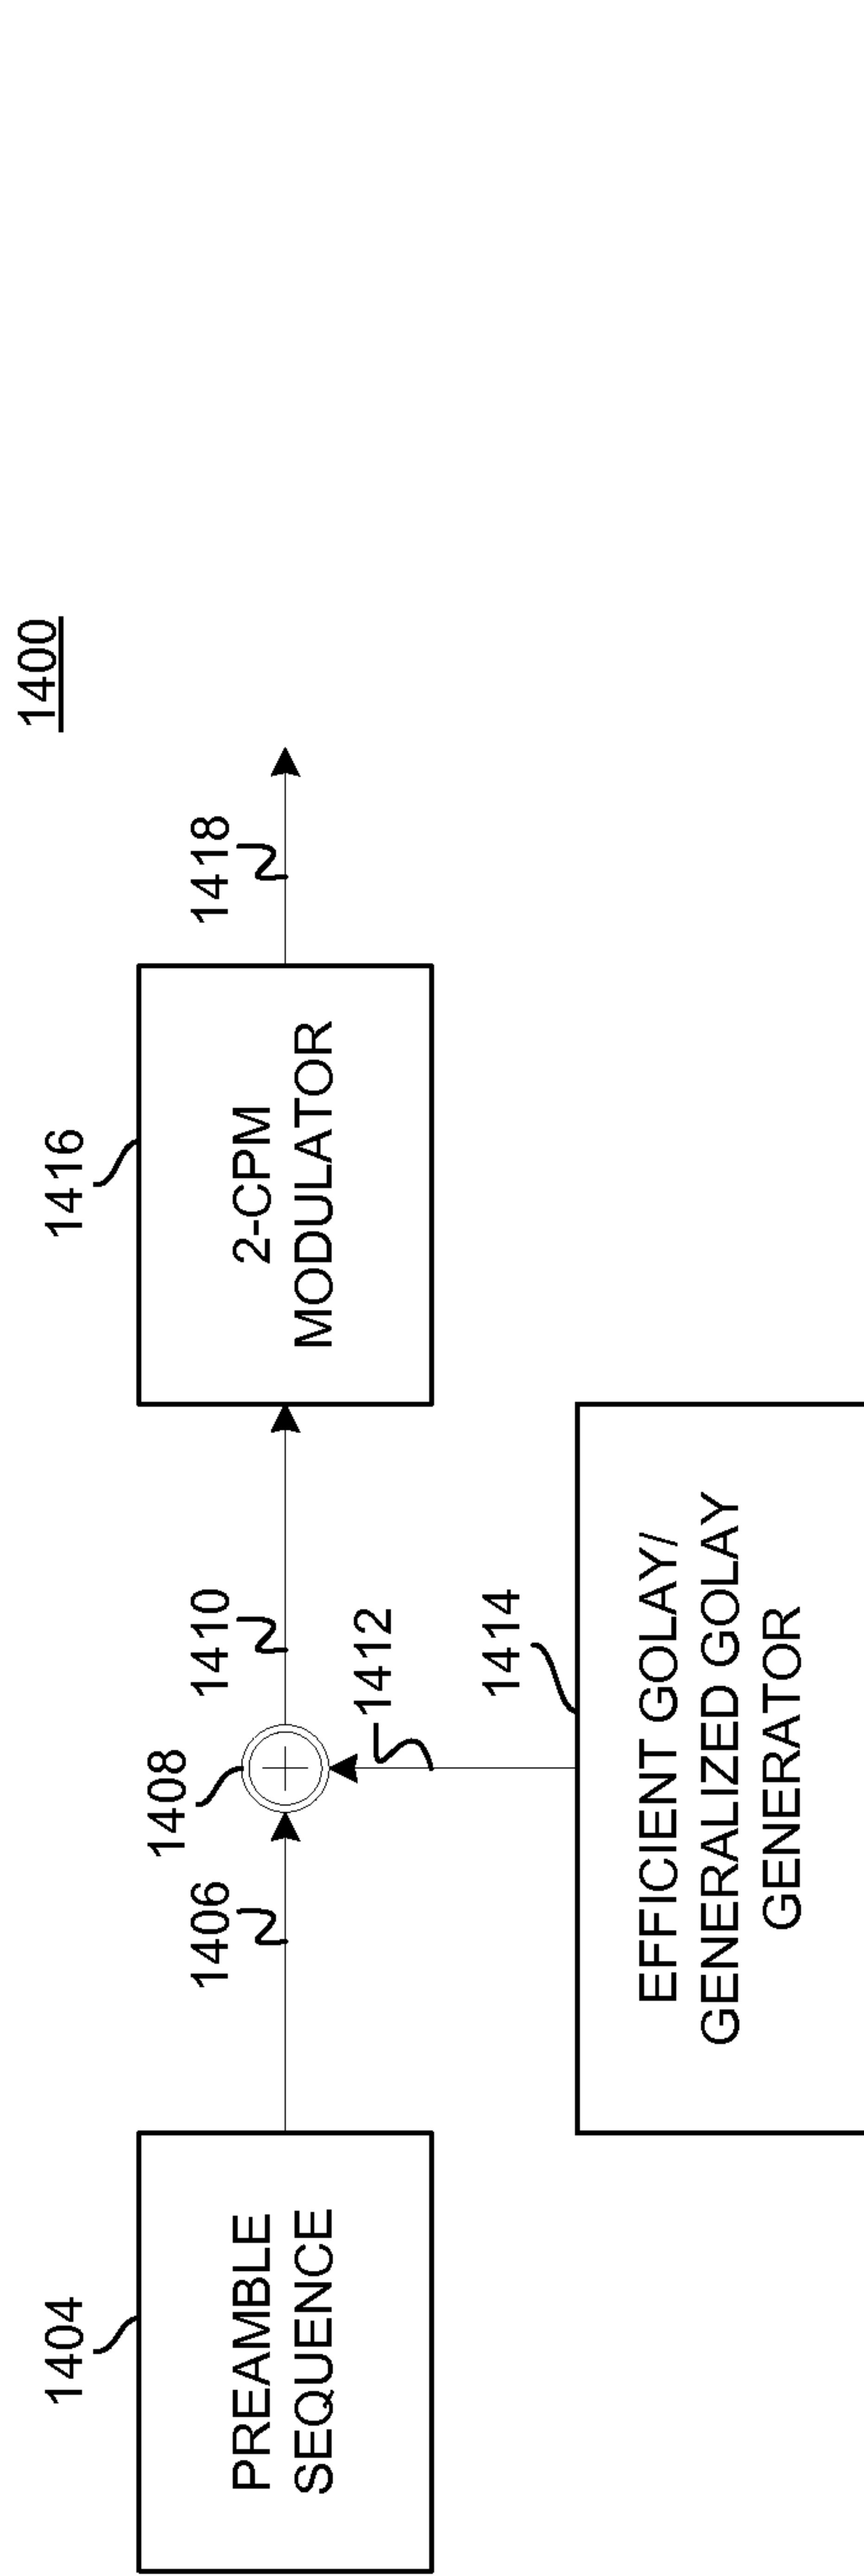 1400
1404
PREAMBLE
SEQUENCE
1406
1408
1410
1412
1414
EFFICIENT GOLAY/
GENERALIZED GOLAY
GENERATOR
1416
2-CPM
MODULATOR
1418